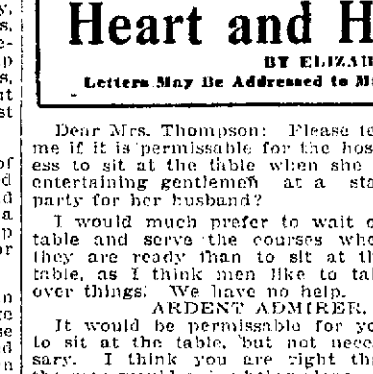 Heart and H
BY ELIZAB
Letters May Be Addressed to M
Dear Mrs. Thompson: Please te
me if it is permissable for the hos
ess to sit at the table when she
entertaining gentlemen at a sta
party for her husband?
I would much prefer to wait o
table and serve the courses whe
they are ready than to sit at th
table, as I think men like to tal
over things. We have no help.
ARDENT ADMIRER.
It would be permissable for yo
to sit at the table, but not nece
sary. I think you are right th